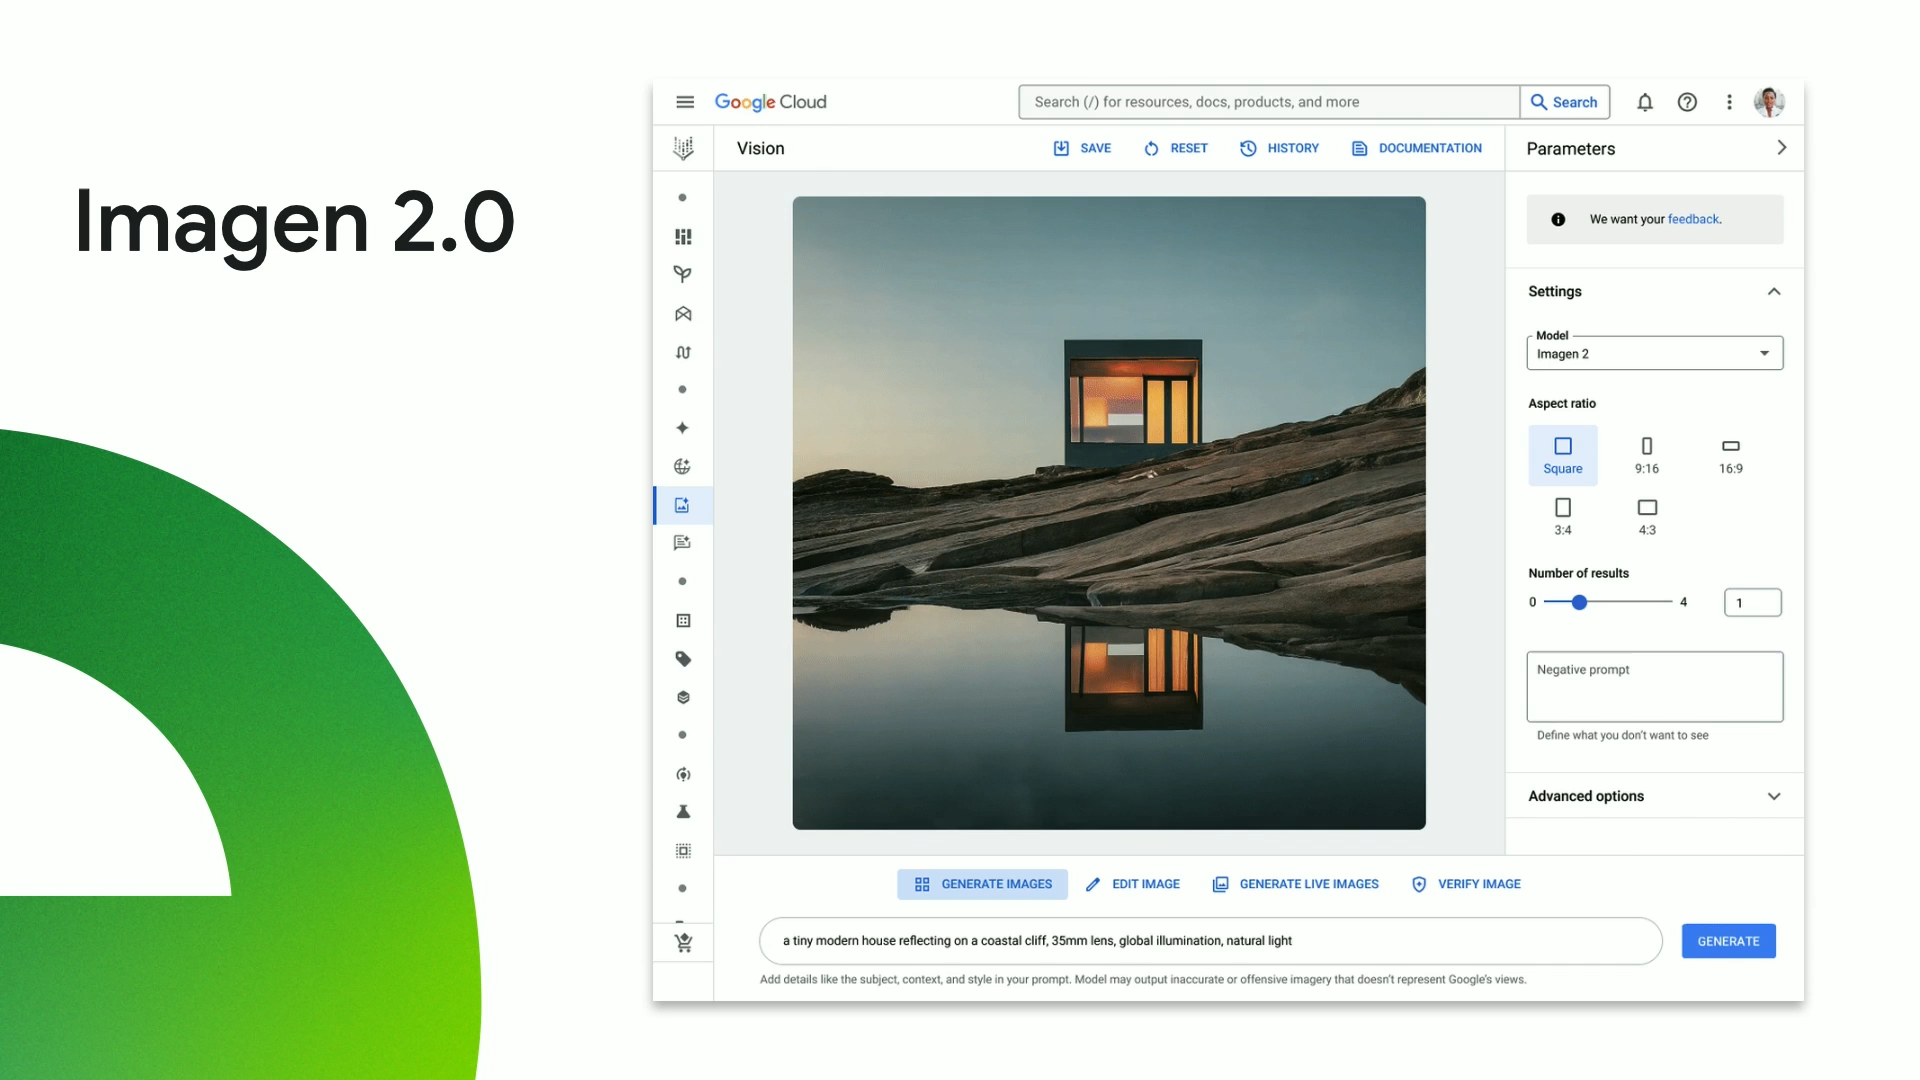 Imagen 2.0
Google Cloud
Search (/) for resources, docs, products, and more
Search
Vision
SAVE
RESET
HISTORY
DOCUMENTATION
Parameters
We want your feedback.
Settings
Model
Imagen 2
Aspect ratio
Square
9:16
16:9
3:4
4:3
Number of results
0
4
1
Negative prompt
Define what you don't want to see
Advanced options
GENERATE IMAGES
EDIT IMAGE
GENERATE LIVE IMAGES
VERIFY IMAGE
a tiny modern house reflecting on a coastal cliff, 35mm lens, global illumination, natural light
GENERATE
Add details like the subject, context, and style in your prompt. Model may output inaccurate or offensive imagery that doesn't represent Google's views.